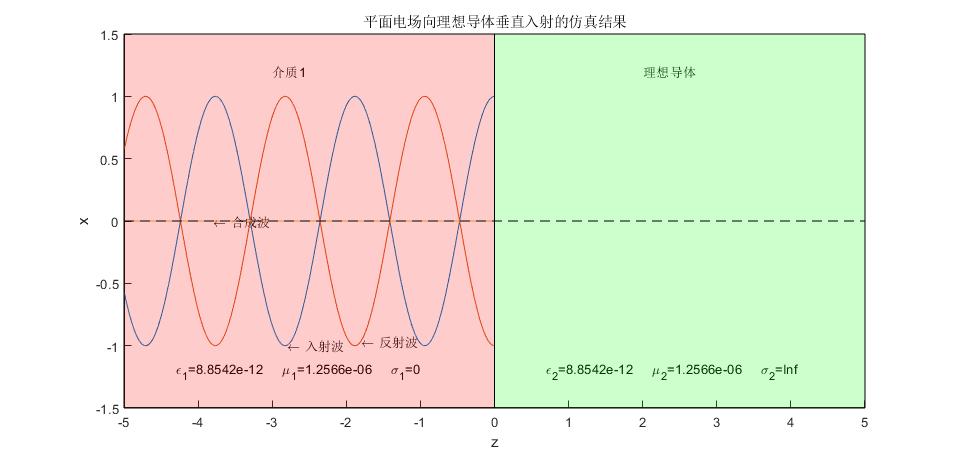 平面电场向理想导体垂直入射的仿真结果
1.5
介质1
理想导体
1
0.5
x
0
← 合成波
-0.5
-1
← 入射波
← 反射波
ϵ1=8.8542e-12 μ1=1.2566e-06 σ1=0
ϵ2=8.8542e-12 μ2=1.2566e-06 σ2=Inf
-1.5
-5 -4 -3 -2 -1 0 1 2 3 4 5
z